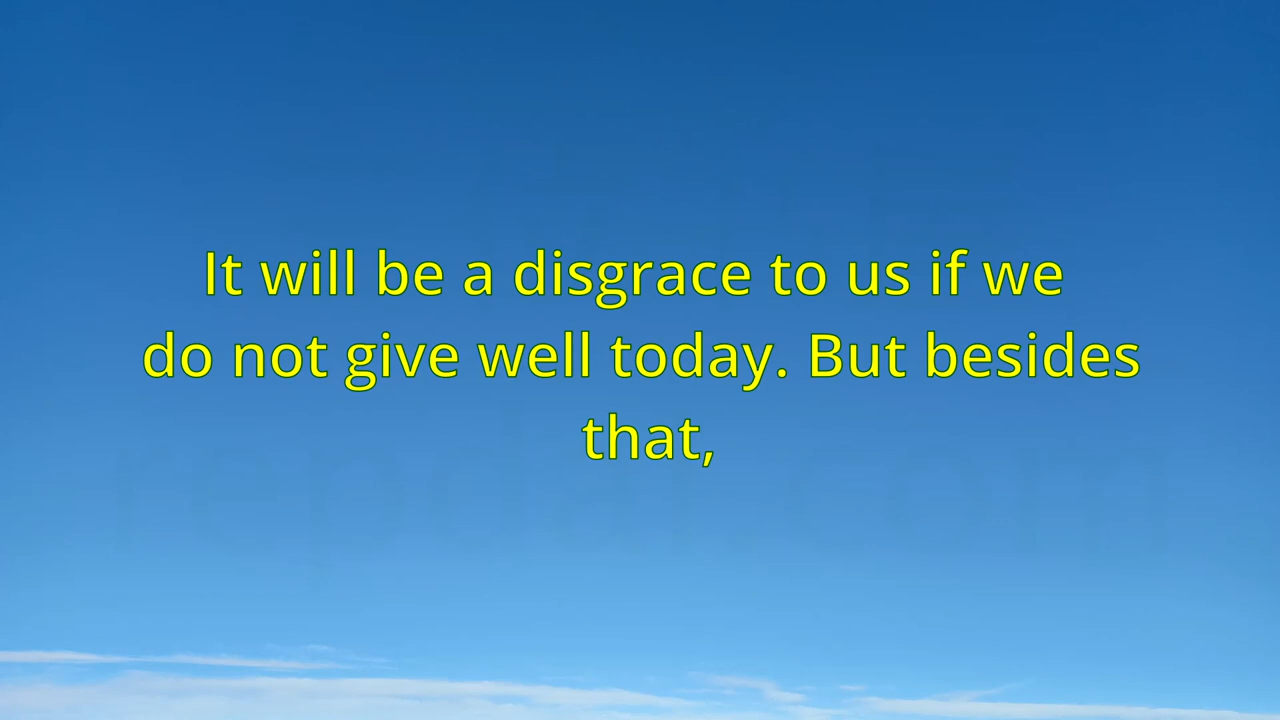 It will be a disgrace to us if we
do not give well today. But besides
that,